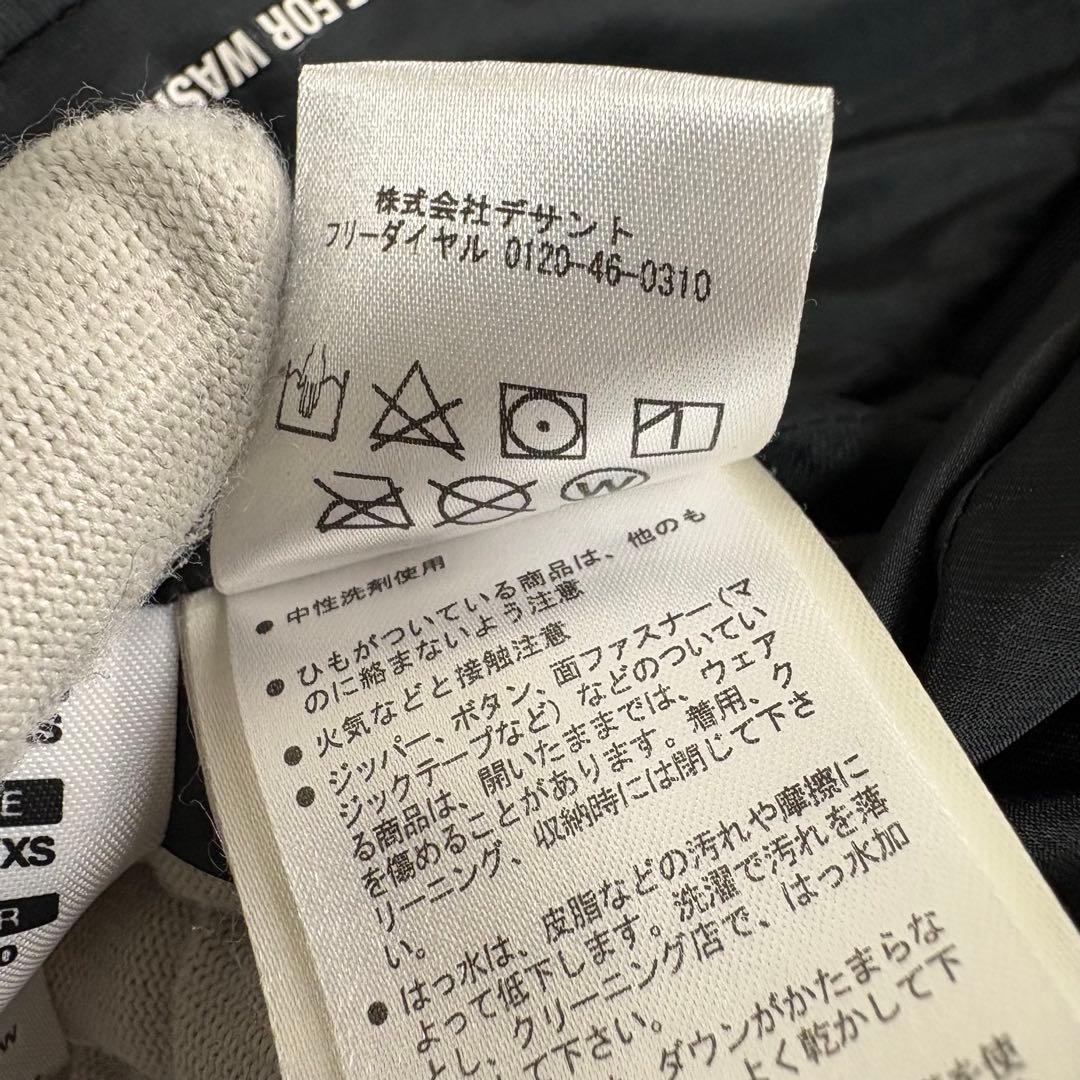 FOR WAS
株式会社デサント
フリーダイヤル 0120-46-0310
W
● 中性洗剤使用
● ひもがついている商品は、他のも
のに絡まないよう注意
● 火気などと接触注意
● ジッパー、ボタン、面ファスナー(マ
ジックテープなど)などのついてい
る商品は、開いたままでは、ウェア
を傷めることがあります。着用、ク
リーニング、収納時には閉じて下さ
い。
● はっ水は、皮脂などの汚れや摩擦に
よって低下します。洗濯で汚れを落
とし、クリーニング店で、はっ水加
して下さい。
ダウンがかたまらな
よく乾かして下
使
S
E
XS
R
W